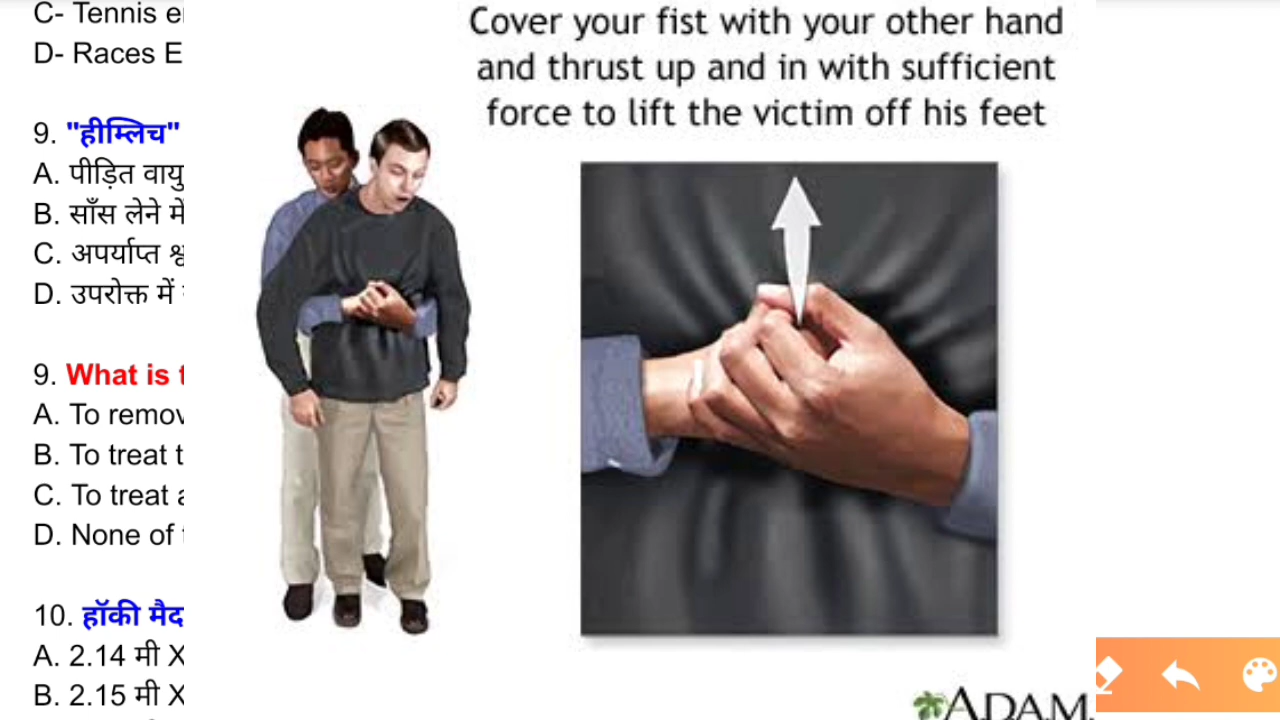 C- Tennis
D- Races E
9. "हीम्लिच"
A. पीड़ित वायु
B. साँस लेने में
C. अपर्याप्त
D. उपरोक्त में
9. What is
A. To remov
B. To treat
C. To treat
D. None of
10. हॉकी मैद
A. 2.14 मी X
B. 2.15 मी X
Cover your fist with your other hand
and thrust up and in with sufficient
force to lift the victim off his feet
ADAM.